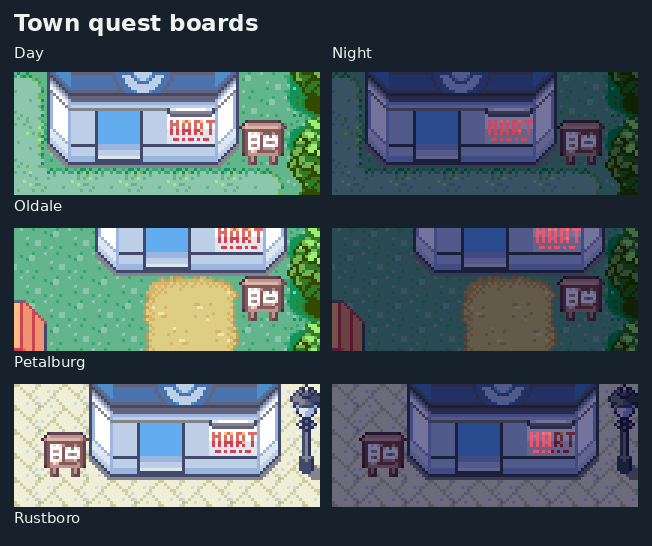 Town quest boards
Day
Night
MART
MART
Oldale
MART
MART
Petalburg
MART
MART
Rustboro